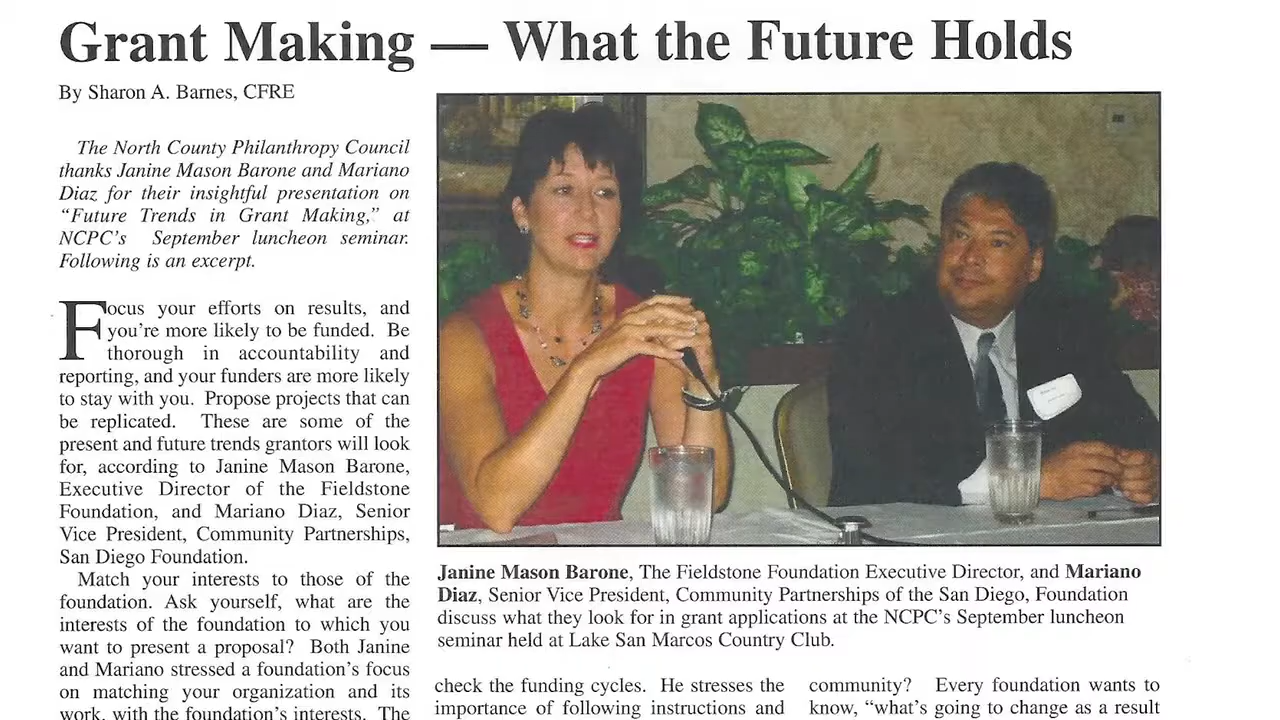 Grant Making — What the Future Holds
By Sharon A. Barnes, CFRE
The North County Philanthropy Council
thanks Janine Mason Barone and Mariano
Diaz for their insightful presentation on
“Future Trends in Grant Making,” at
NCPC’s September luncheon seminar.
Following is an excerpt.
Focus your efforts on results, and
you’re more likely to be funded. Be
thorough in accountability and
reporting, and your funders are more likely
to stay with you. Propose projects that can
be replicated. These are some of the
present and future trends grantors will look
for, according to Janine Mason Barone,
Executive Director of the Fieldstone
Foundation, and Mariano Diaz, Senior
Vice President, Community Partnerships,
San Diego Foundation.
Match your interests to those of the
foundation. Ask yourself, what are the
interests of the foundation to which you
want to present a proposal? Both Janine
and Mariano stressed a foundation’s focus
on matching your organization and its
work, with the foundation’s interests. The
Janine Mason Barone, The Fieldstone Foundation Executive Director, and Mariano
Diaz, Senior Vice President, Community Partnerships of the San Diego, Foundation
discuss what they look for in grant applications at the NCPC’s September luncheon
seminar held at Lake San Marcos Country Club.
check the funding cycles. He stresses the
importance of following instructions and
community? Every foundation wants to
know, “what’s going to change as a result